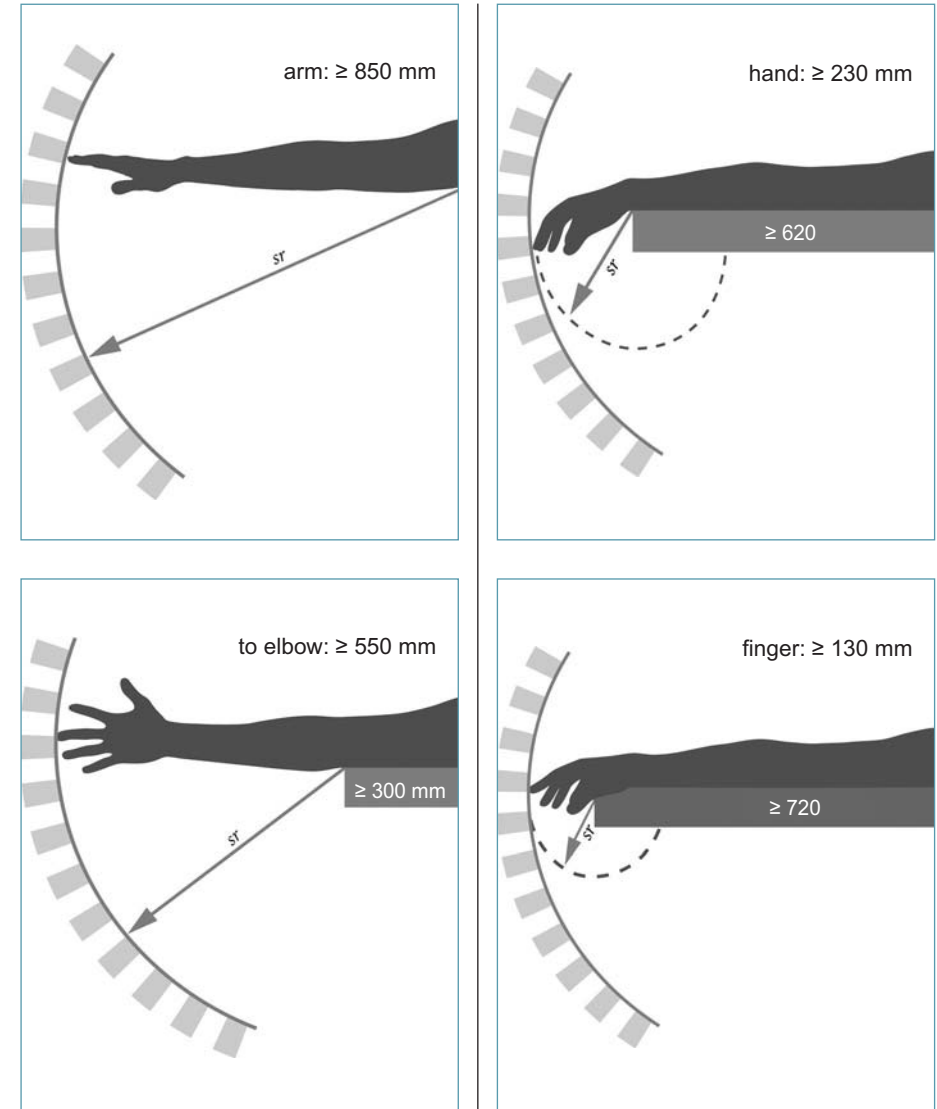 arm: ≥ 850 mm
sr
hand: ≥ 230 mm
≥ 620
sr
to elbow: ≥ 550 mm
≥ 300 mm
sr
finger: ≥ 130 mm
≥ 720
sr